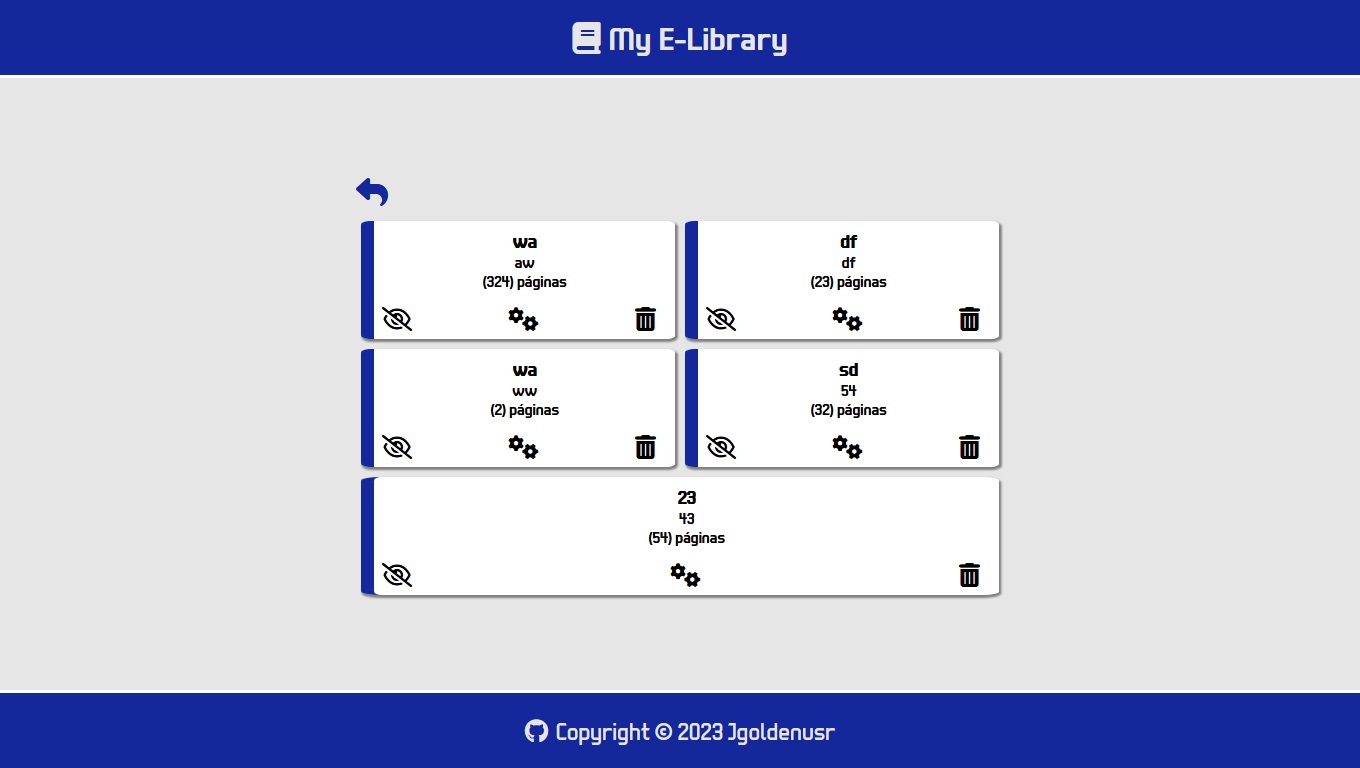 My E-Library
wa
aw
(324) páginas
df
df
(23) páginas
wa
ww
(2) páginas
sd
54
(32) páginas
23
43
(54) páginas
Copyright © 2023 Jgoldenusr